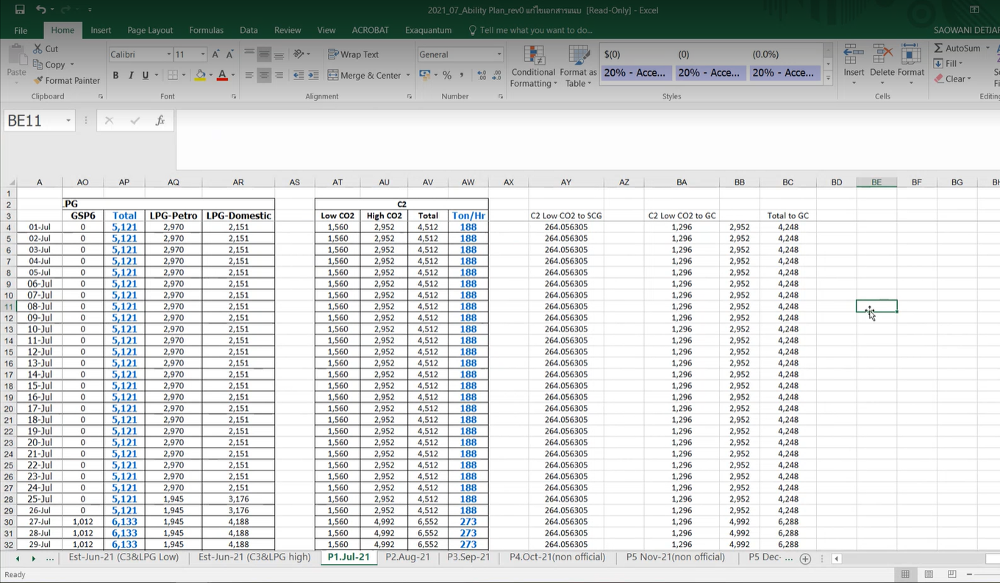 2021_07_Ability Plan_rev0 แก้ไขเอกสารแนบ [Read-Only] - Excel
File Home Insert Page Layout Formulas Data Review View ACROBAT Exaquantum Tell me what you want to do... SAOWANI DETJAR
Cut
Calibri 11 Wrap Text General $(0) (0) (0.0%) AutoSum
Paste Copy Conditional Formatting Format as Table 20% - Acce... 20% - Acce... 20% - Acce... Insert Delete Format Fill
Format Painter B I U Merge & Center Clear
Clipboard Font Alignment Number Styles Cells Editing
BE11 fx
A AO AP AQ AR AS AT AU AV AW AX AY AZ BA BB BC BD BE BF BG BH
1
2 PG C2
3 GSP6 Total LPG-Petro LPG-Domestic Low CO2 High CO2 Total Ton/Hr C2 Low CO2 to SCG C2 Low CO2 to GC Total to GC
4 01-Jul 0 5,121 2,970 2,151 1,560 2,952 4,512 188 264.056305 1,296 2,952 4,248
5 02-Jul 0 5,121 2,970 2,151 1,560 2,952 4,512 188 264.056305 1,296 2,952 4,248
6 03-Jul 0 5,121 2,970 2,151 1,560 2,952 4,512 188 264.056305 1,296 2,952 4,248
7 04-Jul 0 5,121 2,970 2,151 1,560 2,952 4,512 188 264.056305 1,296 2,952 4,248
8 05-Jul 0 5,121 2,970 2,151 1,560 2,952 4,512 188 264.056305 1,296 2,952 4,248
9 06-Jul 0 5,121 2,970 2,151 1,560 2,952 4,512 188 264.056305 1,296 2,952 4,248
10 07-Jul 0 5,121 2,970 2,151 1,560 2,952 4,512 188 264.056305 1,296 2,952 4,248
11 08-Jul 0 5,121 2,970 2,151 1,560 2,952 4,512 188 264.056305 1,296 2,952 4,248
12 09-Jul 0 5,121 2,970 2,151 1,560 2,952 4,512 188 264.056305 1,296 2,952 4,248
13 10-Jul 0 5,121 2,970 2,151 1,560 2,952 4,512 188 264.056305 1,296 2,952 4,248
14 11-Jul 0 5,121 2,970 2,151 1,560 2,952 4,512 188 264.056305 1,296 2,952 4,248
15 12-Jul 0 5,121 2,970 2,151 1,560 2,952 4,512 188 264.056305 1,296 2,952 4,248
16 13-Jul 0 5,121 2,970 2,151 1,560 2,952 4,512 188 264.056305 1,296 2,952 4,248
17 14-Jul 0 5,121 2,970 2,151 1,560 2,952 4,512 188 264.056305 1,296 2,952 4,248
18 15-Jul 0 5,121 2,970 2,151 1,560 2,952 4,512 188 264.056305 1,296 2,952 4,248
19 16-Jul 0 5,121 2,970 2,151 1,560 2,952 4,512 188 264.056305 1,296 2,952 4,248
20 17-Jul 0 5,121 2,970 2,151 1,560 2,952 4,512 188 264.056305 1,296 2,952 4,248
21 18-Jul 0 5,121 2,970 2,151 1,560 2,952 4,512 188 264.056305 1,296 2,952 4,248
22 19-Jul 0 5,121 2,970 2,151 1,560 2,952 4,512 188 264.056305 1,296 2,952 4,248
23 20-Jul 0 5,121 2,970 2,151 1,560 2,952 4,512 188 264.056305 1,296 2,952 4,248
24 21-Jul 0 5,121 2,970 2,151 1,560 2,952 4,512 188 264.056305 1,296 2,952 4,248
25 22-Jul 0 5,121 2,970 2,151 1,560 2,952 4,512 188 264.056305 1,296 2,952 4,248
26 23-Jul 0 5,121 2,970 2,151 1,560 2,952 4,512 188 264.056305 1,296 2,952 4,248
27 24-Jul 0 5,121 2,970 2,151 1,560 2,952 4,512 188 264.056305 1,296 2,952 4,248
28 25-Jul 0 5,121 1,945 3,176 1,560 2,952 4,512 188 264.056305 1,296 2,952 4,248
29 26-Jul 0 5,121 1,945 3,176 1,560 2,952 4,512 188 264.056305 1,296 2,952 4,248
30 27-Jul 1,012 6,133 1,945 4,188 1,560 4,992 6,552 273 264.056305 1,296 4,992 6,288
31 28-Jul 1,012 6,133 1,945 4,188 1,560 4,992 6,552 273 264.056305 1,296 4,992 6,288
32 29-Jul 1,012 6,133 1,945 4,188 1,560 4,992 6,552 273 264.056305 1,296 4,992 6,288
... Est-Jun-21 (C3&LPG Low) Est-Jun-21 (C3&LPG high) P1.Jul-21 P2.Aug-21 P3.Sep-21 P4.Oct-21(non official) P5 Nov-21(non official) P5 Dec- ...
Ready